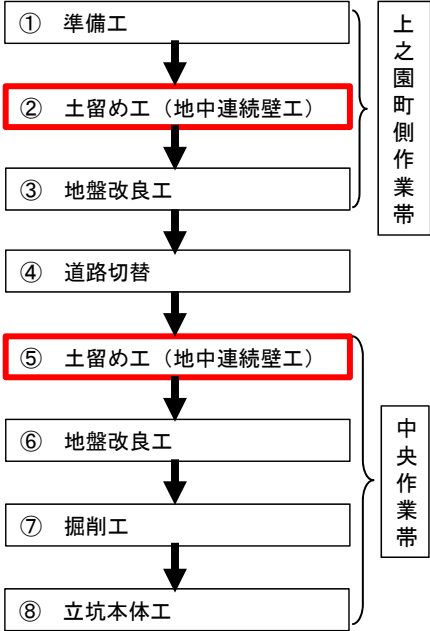 ① 準備工
② 土留め工（地中連続壁工）
③ 地盤改良工
上之園町側作業帯
④ 道路切替
⑤ 土留め工（地中連続壁工）
⑥ 地盤改良工
⑦ 掘削工
⑧ 立坑本体工
中央作業帯